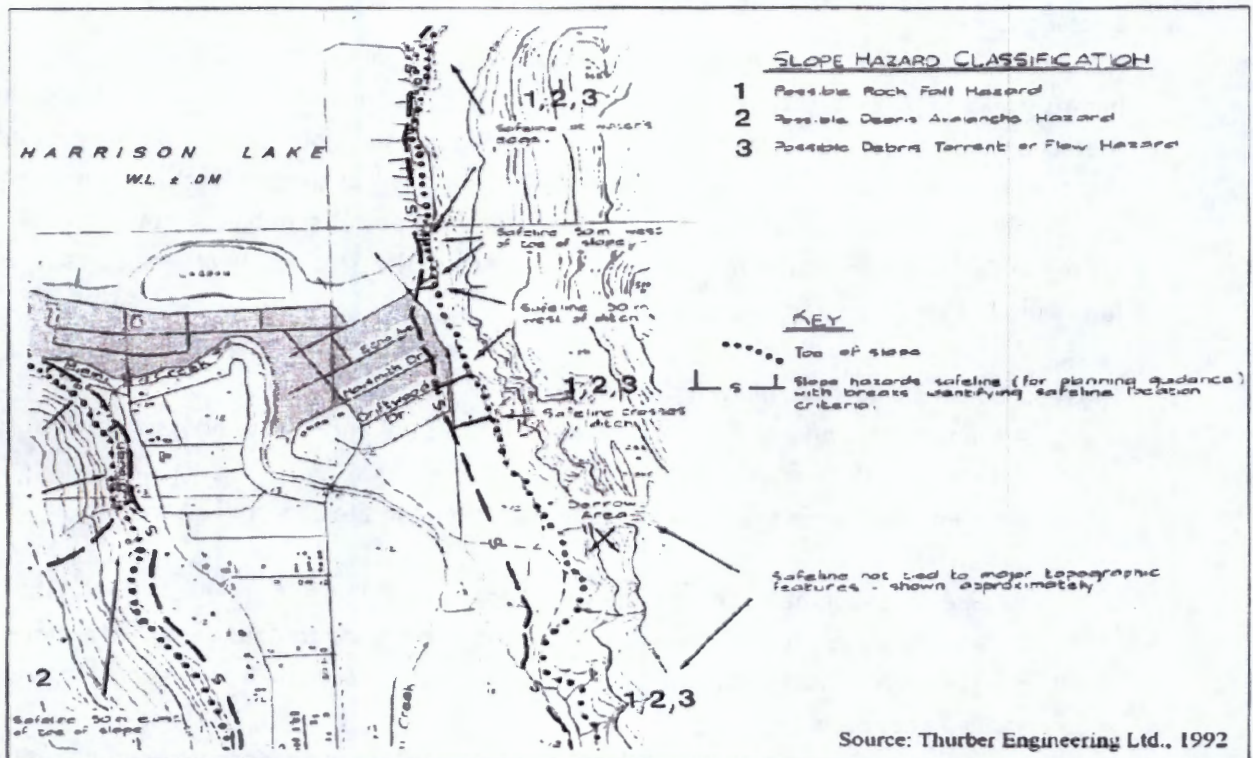 SLOPE HAZARD CLASSIFICATION
1 Possible Rock Fall Hazard
2 Possible Debris Avalanche Hazard
3 Possible Debris Torrent or Flow Hazard
HARRISON LAKE
W.L. ± .0M
1,2,3
Safeline at water's
edge.
Safeline 50m west
of toe of slope
Safeline
west of ditch
KEY
Toe of slope
S
Slope hazards safeline (for planning guidance)
with breaks identifying safeline location
criteria.
Echo
Naismith Dr
Driftwood
Dr
Creek
1,2,3
Safeline crosses
ditch
Borrow
Area
Safeline not tied to major topographic
features - shown approximately
2
Safeline 50m east
of toe of slope
Creek
1,2,3
Source: Thurber Engineering Ltd., 1992